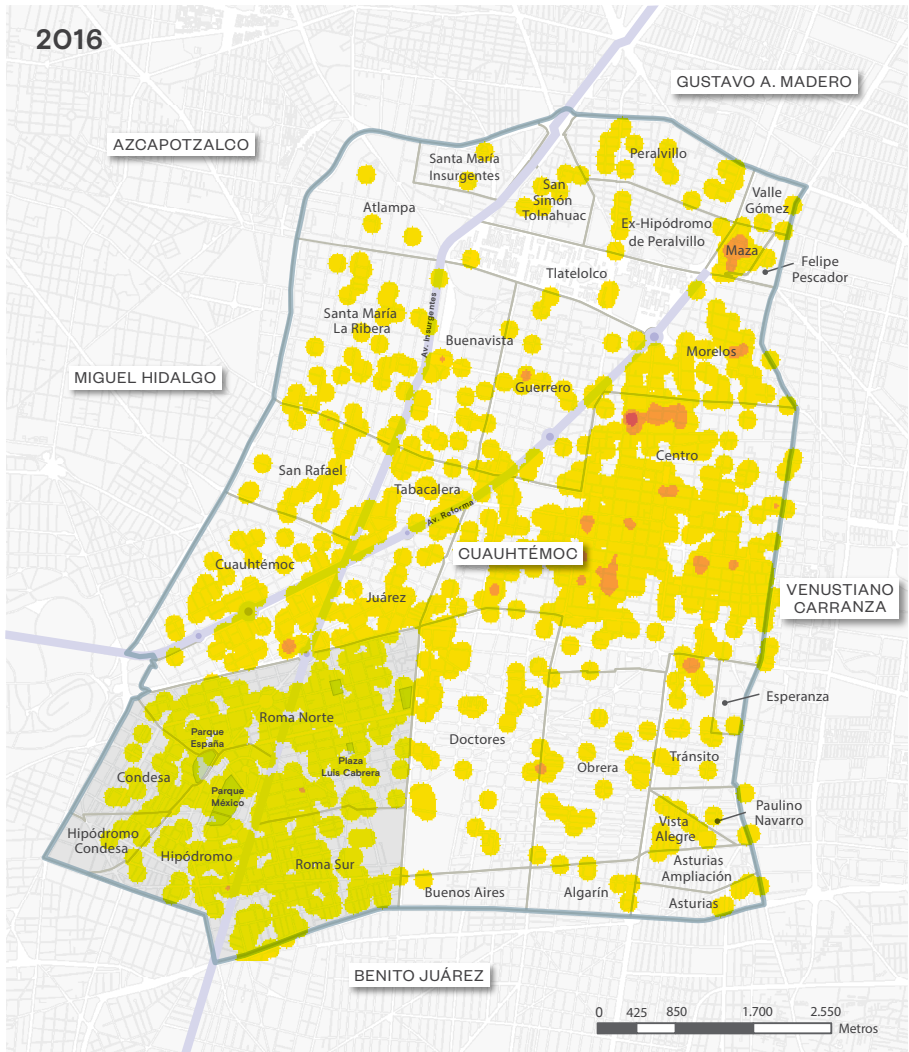 2016
GUSTAVO A. MADERO
AZCAPOTZALCO
Santa María
Insurgentes
Peralvillo
San
Simón
Tolnahuac
Valle
Gómez
Atlampa
Ex-Hipódromo
de Peralvillo
Maza
Felipe
Pescador
Tlatelolco
Santa María
La Ribera
Av. Insurgentes
Buenavista
Morelos
MIGUEL HIDALGO
Guerrero
Centro
San Rafael
Tabacalera
Av. Reforma
CUAUHTÉMOC
Cuauhtémoc
Juárez
VENUSTIANO
CARRANZA
Esperanza
Roma Norte
Parque
España
Doctores
Plaza
Luis Cabrera
Tránsito
Obrera
Condesa
Parque
México
Paulino
Navarro
Vista
Alegre
Hipódromo
Condesa
Hipódromo
Roma Sur
Asturias
Ampliación
Buenos Aires
Algarín
Asturias
BENITO JUÁREZ
0 425 850 1.700 2.550
Metros